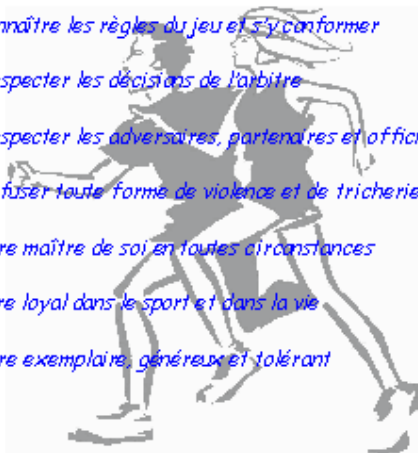 nnaître les règles du jeu et s'y conformer
specter les décisions de l'arbitre
specter les adversaires, partenaires et offici
fuser toute forme de violence et de tricherie
re maître de soi en toutes circonstances
re loyal dans le sport et dans la vie
re exemplaire, généreux et tolérant